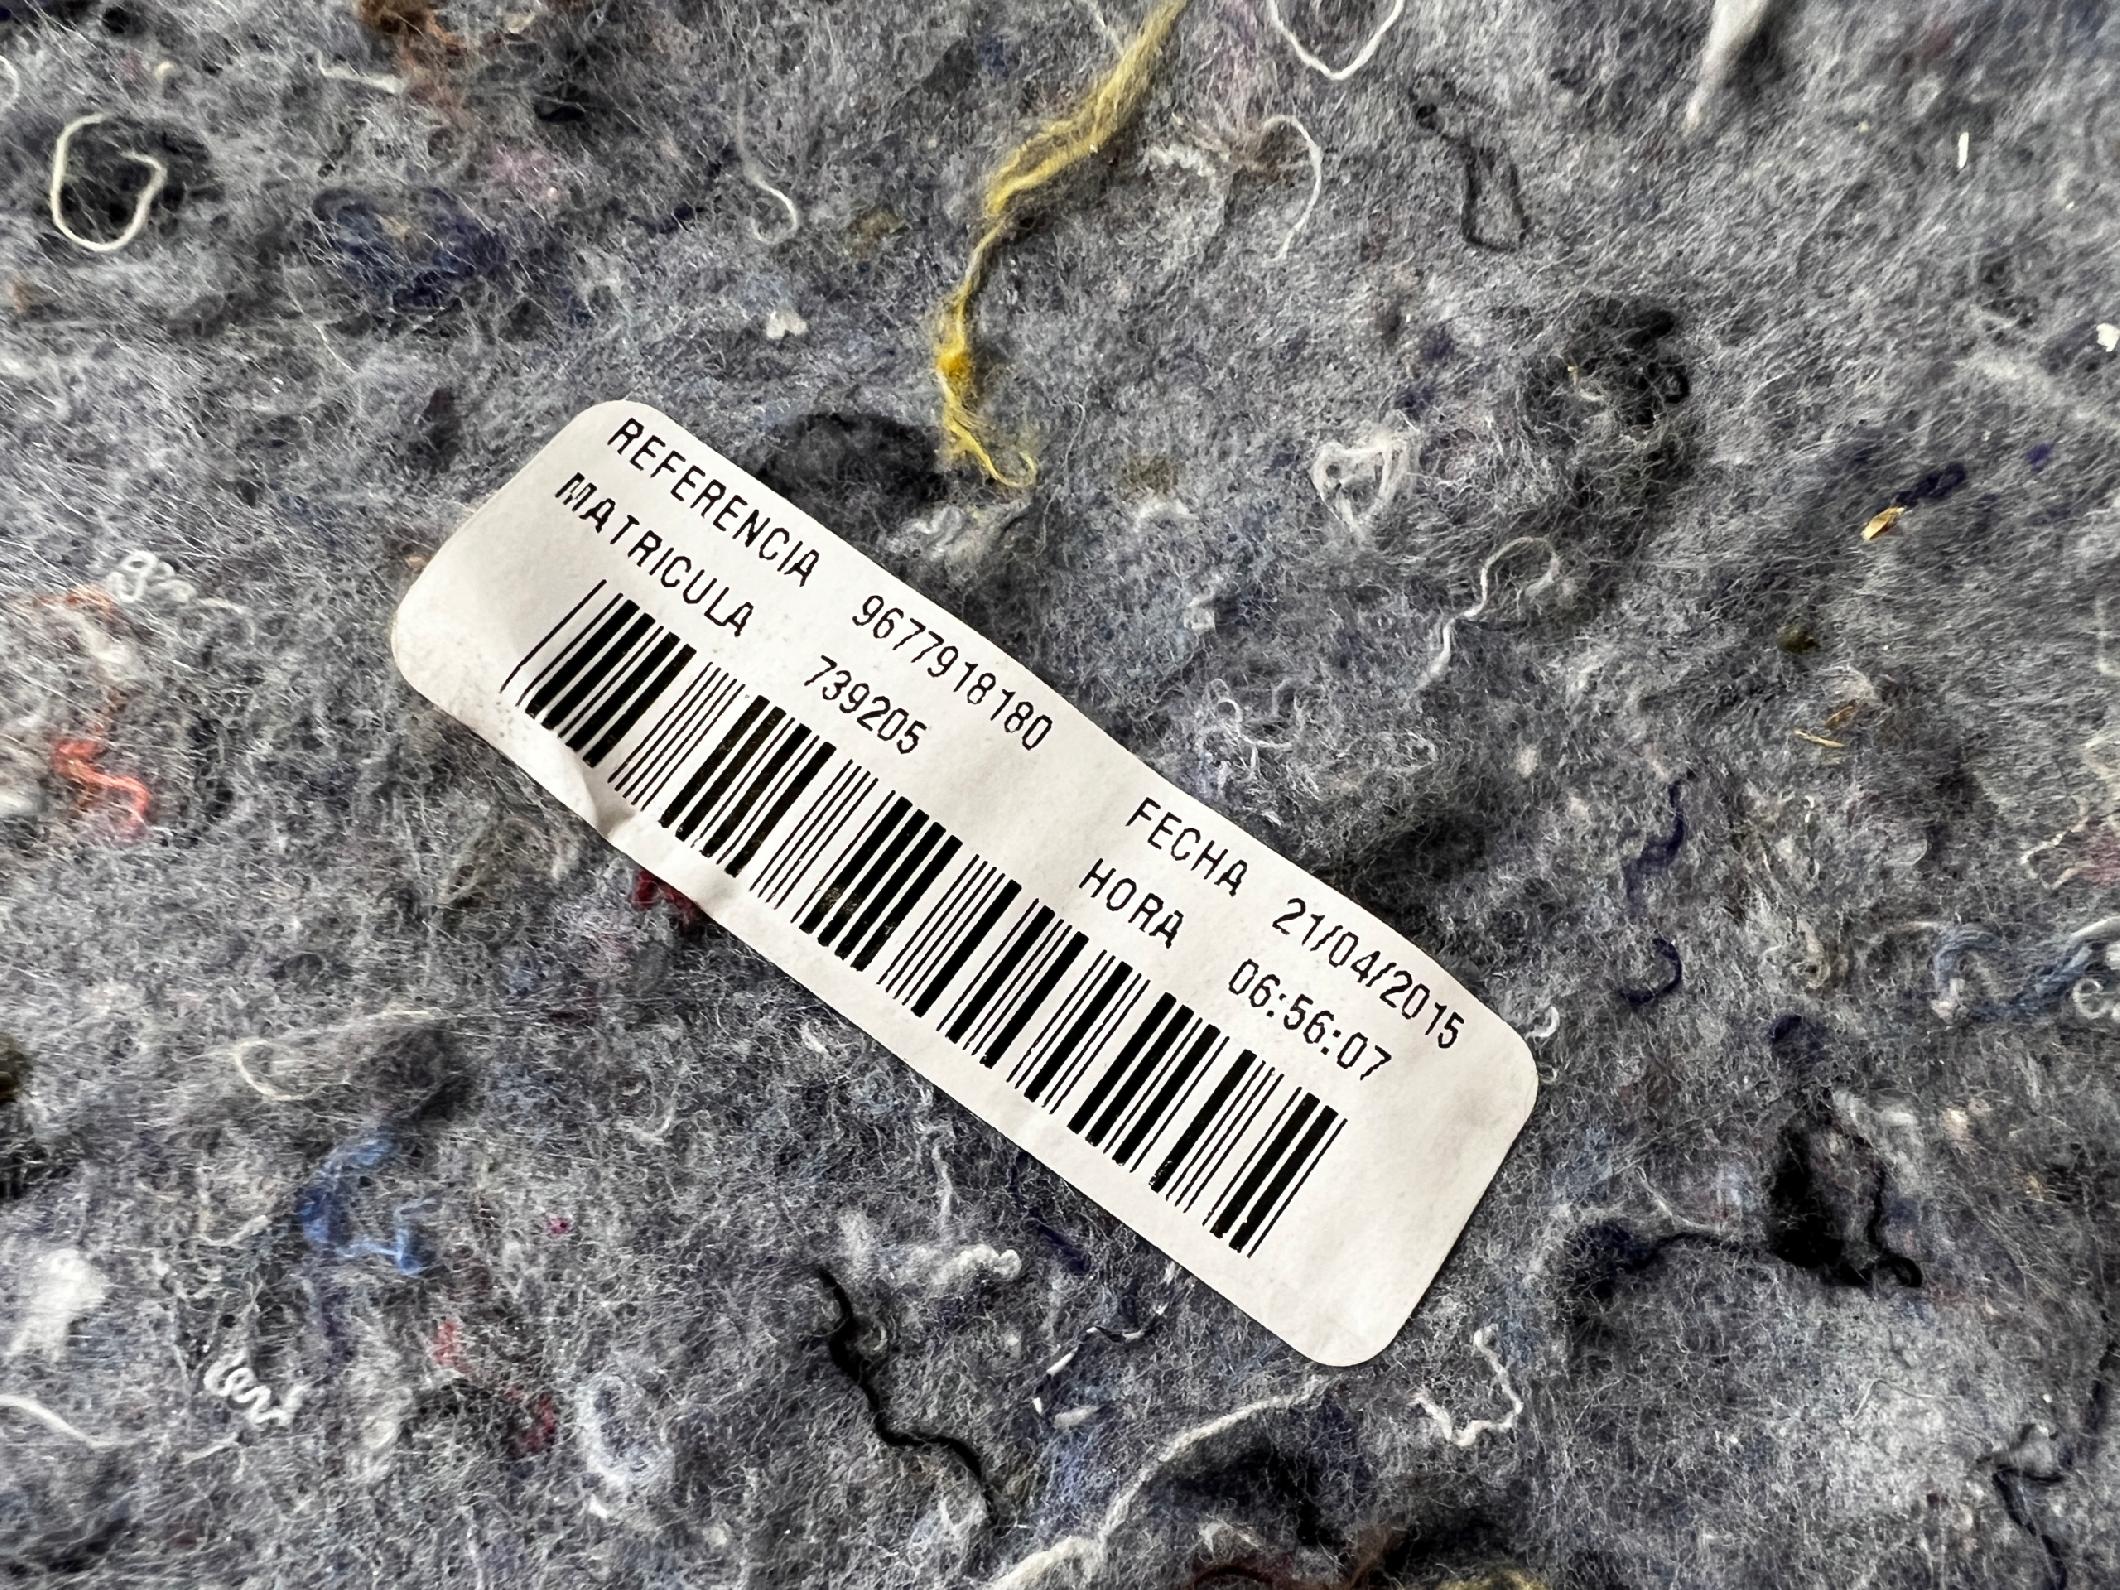 REFERENCIA 9677918180 FECHA 21/04/2015
MATRICULA 739205 HORA 06:56:07